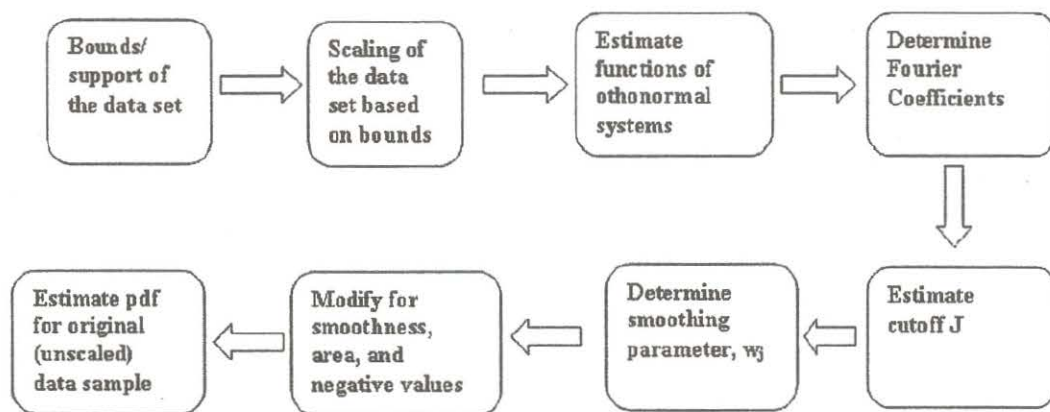 Bounds/
support of
the data set
Scaling of
the data
set based
on bounds
Estimate
functions of
othonormal
systems
Determine
Fourier
Coefficients
Estimate
cutoff J
Determine
smoothing
parameter, wj
Modify for
smoothness,
area, and
negative values
Estimate pdf
for original
(unscaled)
data sample